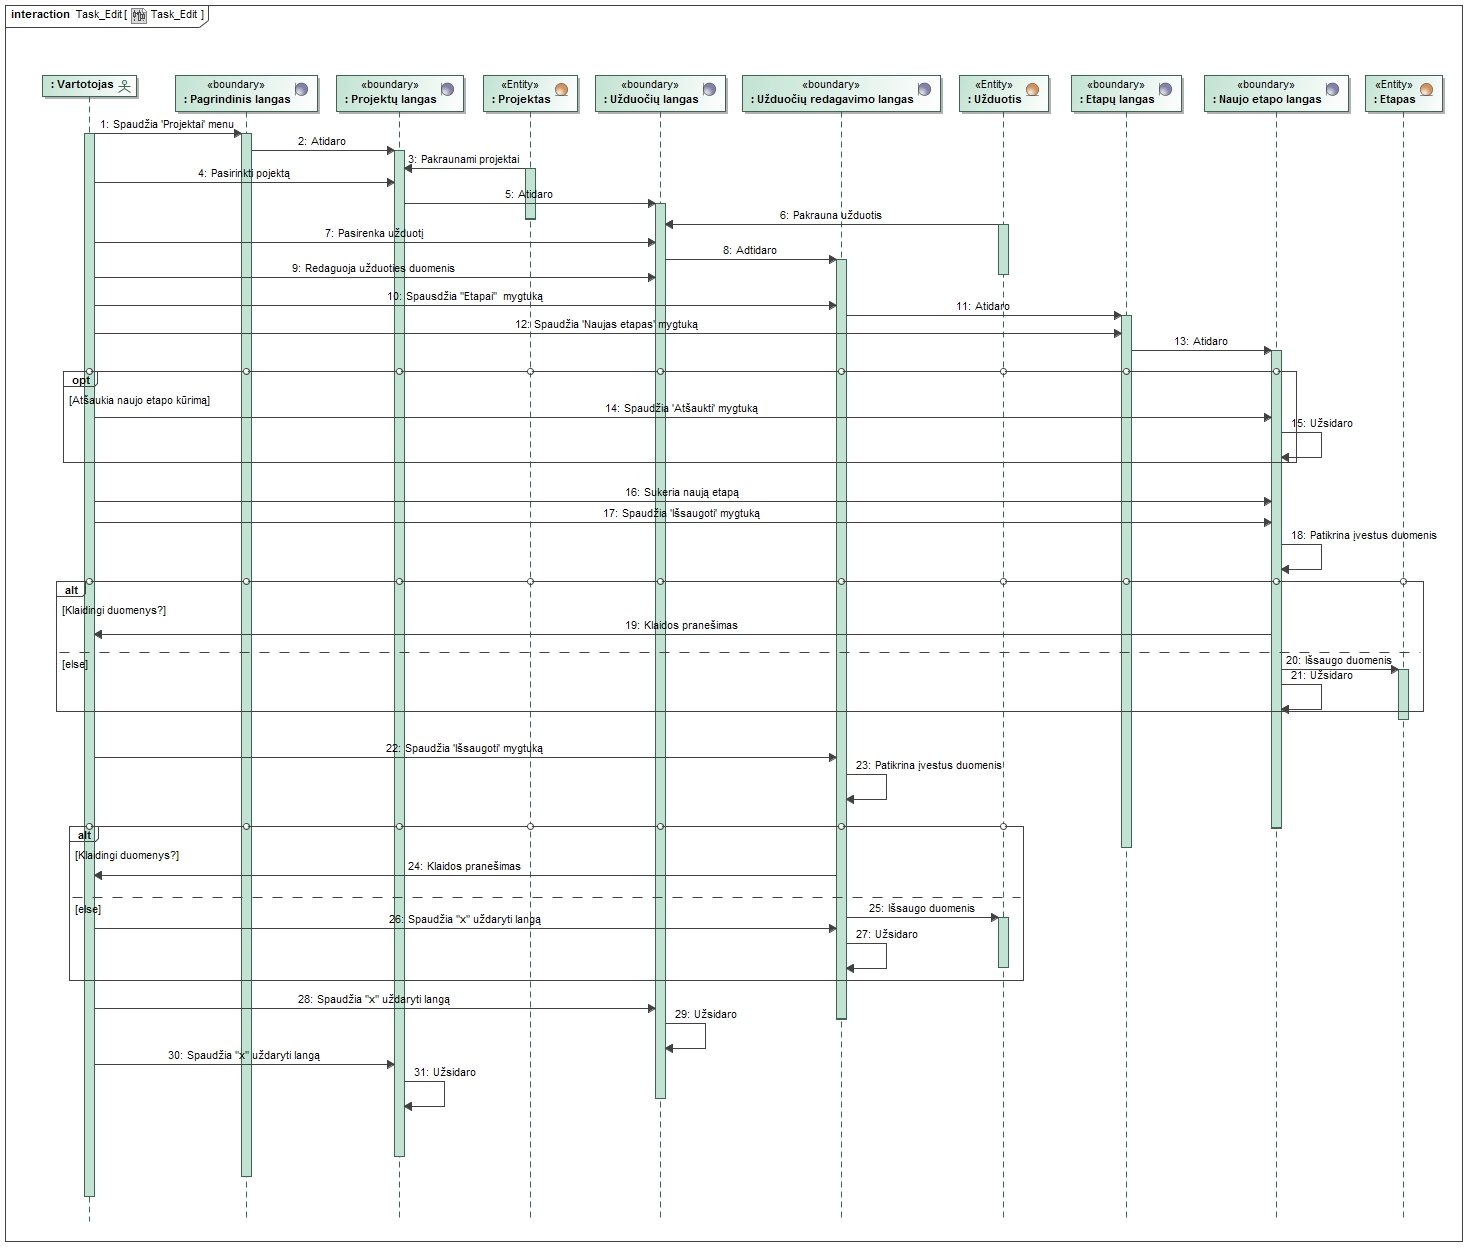 interaction Task_Edit [ Task_Edit ]
: Vartotojas
«boundary»
: Pagrindinis langas
«boundary»
: Projektų langas
«Entity»
: Projektas
«boundary»
: Užduočių langas
«boundary»
: Užduočių redagavimo langas
«Entity»
: Užduotis
«boundary»
: Etapų langas
«boundary»
: Naujo etapo langas
«Entity»
: Etapas
1: Spaudžia 'Projektai' menu
2: Atidaro
3: Pakraunami projektai
4: Pasirinkti pojektą
5: Atidaro
6: Pakrauna užduotis
7: Pasirenka užduotį
8: Adtidaro
9: Redaguoja užduoties duomenis
10: Spausdžia "Etapai" mygtuką
11: Atidaro
12: Spaudžia 'Naujas etapas' mygtuką
13: Atidaro
opt
[Atšaukia naujo etapo kūrimą]
14: Spaudžia 'Atšaukti' mygtuką
15: Užsidaro
16: Sukeria naują etapą
17: Spaudžia 'Išsaugoti' mygtuką
18: Patikrina įvestus duomenis
alt
[Klaidingi duomenys?]
19: Klaidos pranešimas
[else]
20: Išsaugo duomenis
21: Užsidaro
22: Spaudžia 'Išsaugoti' mygtuką
23: Patikrina įvestus duomenis
alt
[Klaidingi duomenys?]
24: Klaidos pranešimas
[else]
25: Išsaugo duomenis
26: Spaudžia "x" uždaryti langą
27: Užsidaro
28: Spaudžia "x" uždaryti langą
29: Užsidaro
30: Spaudžia "x" uždaryti langą
31: Užsidaro